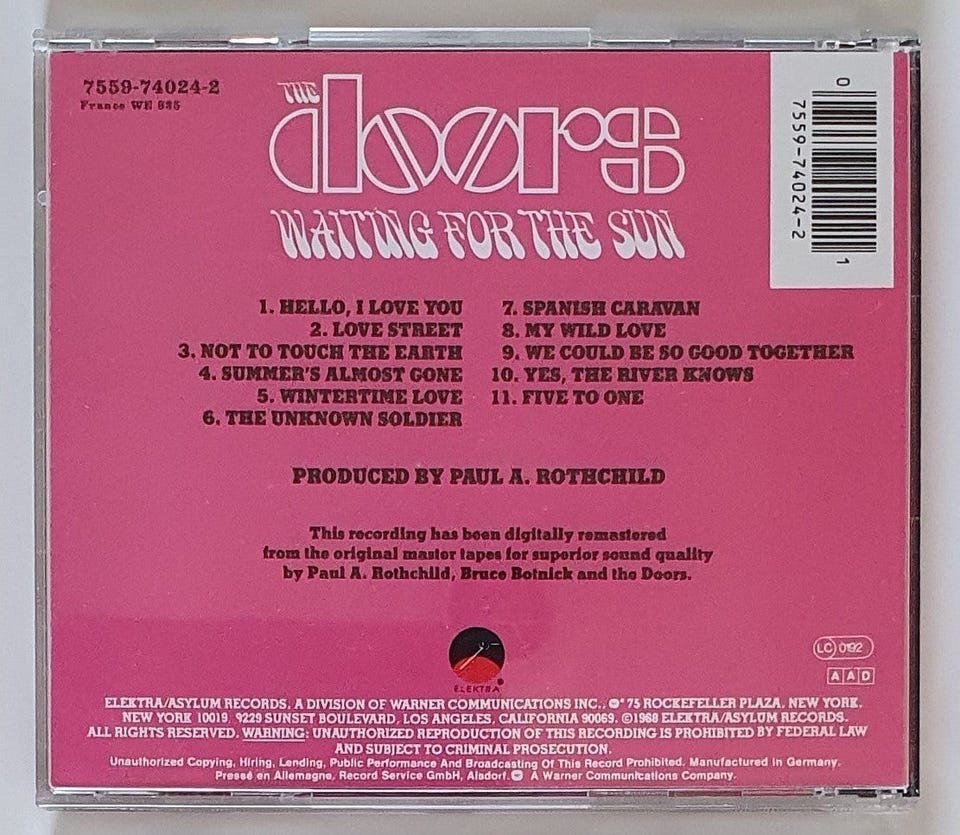 7559-74024-2
France WE 835
THE
doors
WAITING FOR THE SUN
0
7559-74024-2
1
1. HELLO, I LOVE YOU
2. LOVE STREET
3. NOT TO TOUCH THE EARTH
4. SUMMER'S ALMOST GONE
5. WINTERTIME LOVE
6. THE UNKNOWN SOLDIER
7. SPANISH CARAVAN
8. MY WILD LOVE
9. WE COULD BE SO GOOD TOGETHER
10. YES, THE RIVER KNOWS
11. FIVE TO ONE
PRODUCED BY PAUL A. ROTHCHILD
This recording has been digitally remastered
from the original master tapes for superior sound quality
by Paul A. Rothchild, Bruce Botnick and the Doors.
ELEKTRA®
LC 0192
AAD
ELEKTRA/ASYLUM RECORDS. A DIVISION OF WARNER COMMUNICATIONS INC., 75 ROCKEFELLER PLAZA, NEW YORK.
NEW YORK 10019. 9229 SUNSET BOULEVARD, LOS ANGELES, CALIFORNIA 90069. ©1968 ELEKTRA/ASYLUM RECORDS.
ALL RIGHTS RESERVED. WARNING: UNAUTHORIZED REPRODUCTION OF THIS RECORDING IS PROHIBITED BY FEDERAL LAW
AND SUBJECT TO CRIMINAL PROSECUTION.
Unauthorized Copying, Hiring, Lending, Public Performance And Broadcasting Of This Record Prohibited. Manufactured in Germany.
Pressé en Allemagne, Record Service GmbH, Alsdorf. A Warner Communications Company.